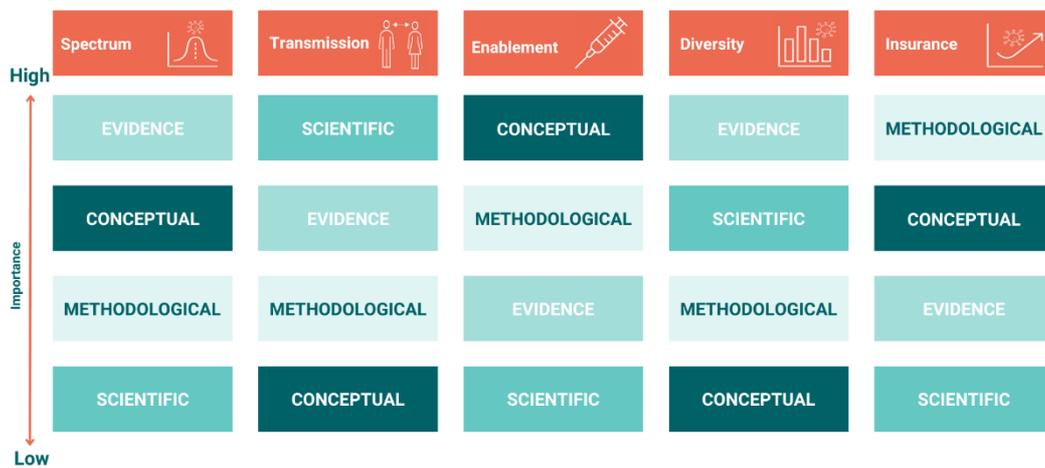 Spectrum
Transmission
Enablement
Diversity
Insurance
High
EVIDENCE
SCIENTIFIC
CONCEPTUAL
EVIDENCE
METHODOLOGICAL
CONCEPTUAL
EVIDENCE
METHODOLOGICAL
SCIENTIFIC
CONCEPTUAL
Importance
METHODOLOGICAL
METHODOLOGICAL
EVIDENCE
METHODOLOGICAL
EVIDENCE
SCIENTIFIC
CONCEPTUAL
SCIENTIFIC
CONCEPTUAL
SCIENTIFIC
Low